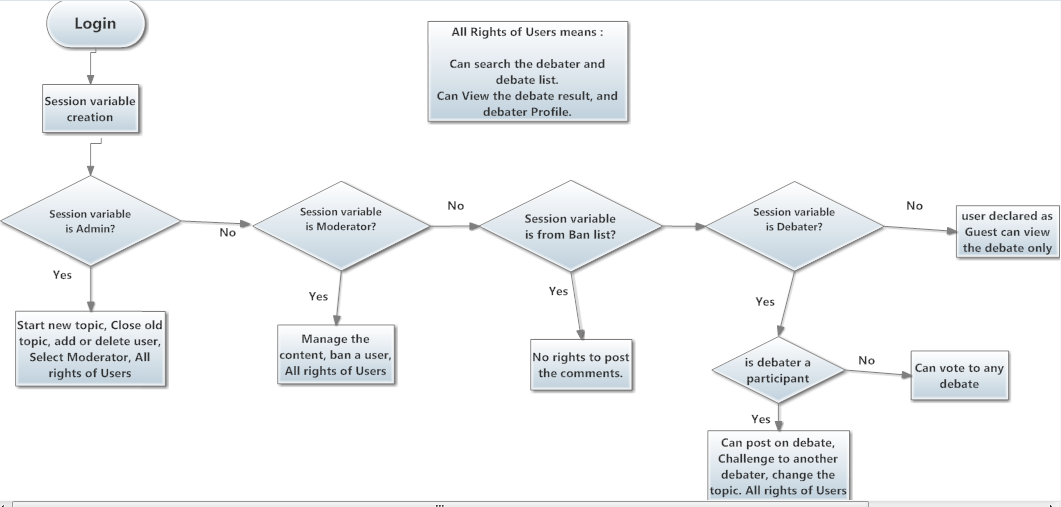 Login
All Rights of Users means :
Can search the debater and
debate list.
Can View the debate result, and
debater Profile.
Session variable
creation
Session variable
is Admin?
No
Session variable
is Moderator?
No
Session variable
is from Ban list?
Session variable
is Debater?
No
user declared as
Guest can view
the debate only
Yes
Start new topic, Close old
topic, add or delete user,
Select Moderator, All
rights of Users
Yes
Manage the
content, ban a user,
All rights of Users
Yes
No rights to post
the comments.
Yes
is debater a
participant
No
Can vote to any
debate
Yes
Can post on debate,
Challenge to another
debater, change the
topic. All rights of Users